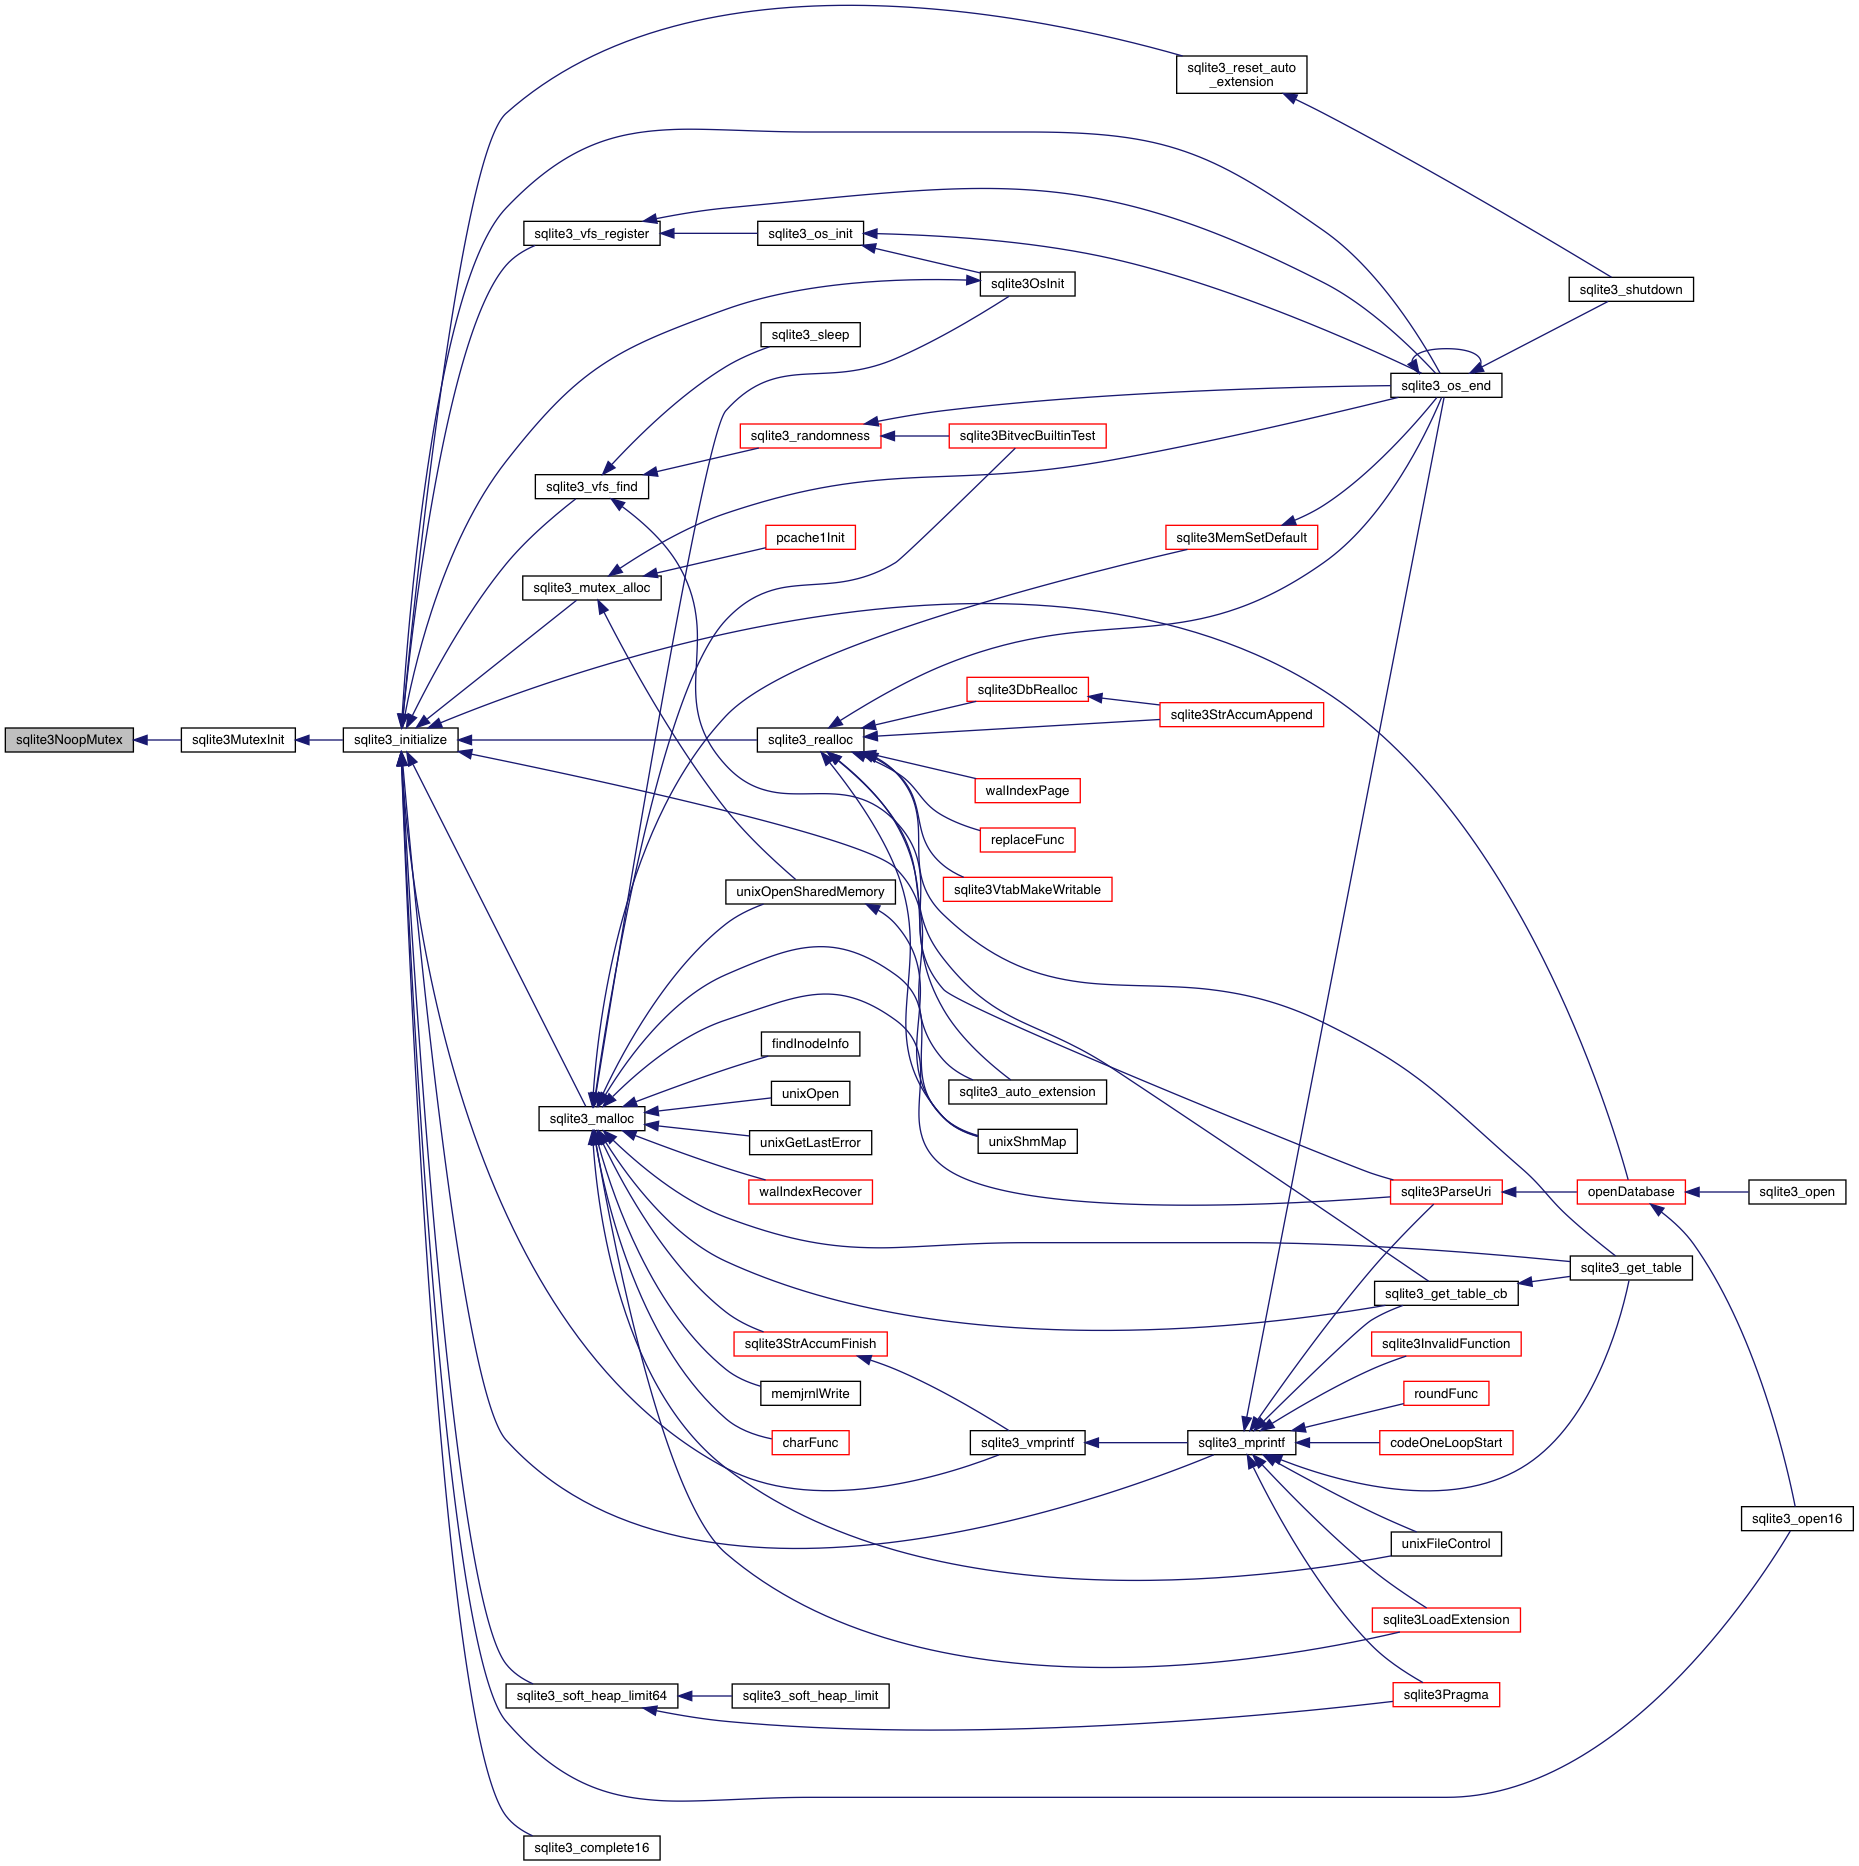 sqlite3_reset_auto
_extension
sqlite3_vfs_register
sqlite3_os_init
sqlite3OsInit
sqlite3_shutdown
sqlite3_sleep
sqlite3_os_end
sqlite3_randomness
sqlite3BitvecBuiltinTest
sqlite3_vfs_find
pcache1Init
sqlite3MemSetDefault
sqlite3_mutex_alloc
sqlite3DbRealloc
sqlite3StrAccumAppend
sqlite3NoopMutex
sqlite3MutexInit
sqlite3_initialize
sqlite3_realloc
walIndexPage
replaceFunc
unixOpenSharedMemory
sqlite3VtabMakeWritable
findInodeInfo
unixOpen
sqlite3_auto_extension
sqlite3_malloc
unixGetLastError
unixShmMap
walIndexRecover
sqlite3ParseUri
openDatabase
sqlite3_open
sqlite3_get_table
sqlite3_get_table_cb
sqlite3StrAccumFinish
sqlite3InvalidFunction
memjrnlWrite
roundFunc
charFunc
sqlite3_vmprintf
sqlite3_mprintf
codeOneLoopStart
sqlite3_open16
unixFileControl
sqlite3LoadExtension
sqlite3_soft_heap_limit64
sqlite3_soft_heap_limit
sqlite3Pragma
sqlite3_complete16